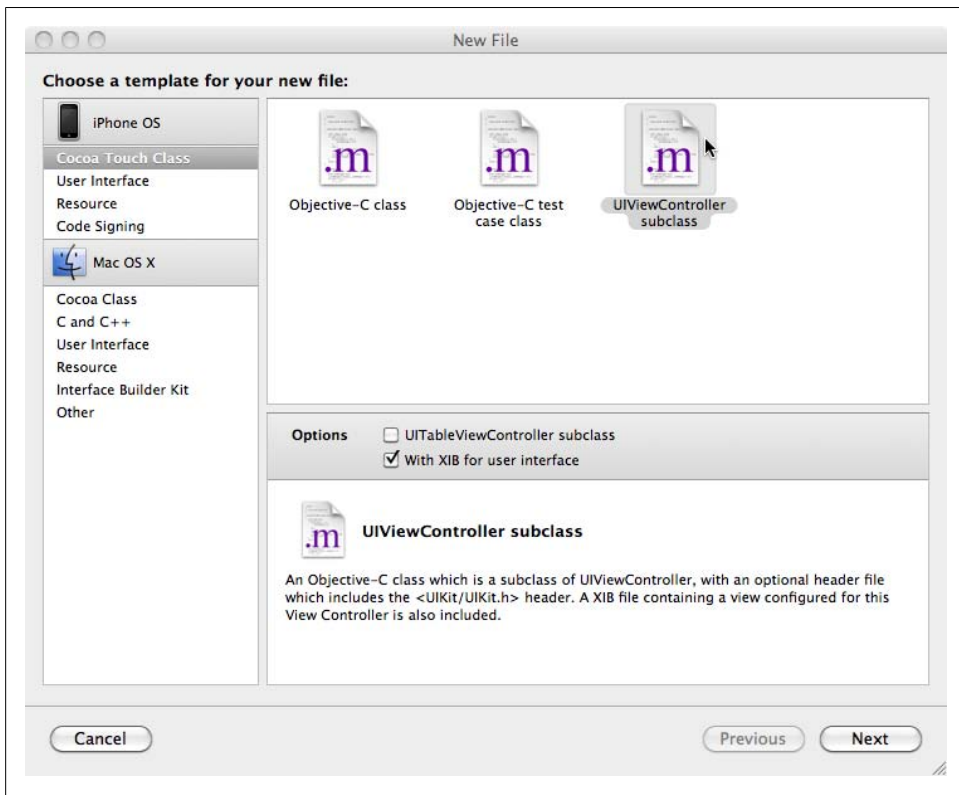 New File
Choose a template for your new file:
iPhone OS
Cocoa Touch Class
User Interface
Resource
Code Signing
Mac OS X
Cocoa Class
C and C++
User Interface
Resource
Interface Builder Kit
Other
.m
Objective-C class
.m
Objective-C test
case class
.m
UIViewController
subclass
Options
UITableViewController subclass
With XIB for user interface
.m
UIViewController subclass
An Objective-C class which is a subclass of UIViewController, with an optional header file
which includes the <UIKit/UIKit.h> header. A XIB file containing a view configured for this
View Controller is also included.
Cancel
Previous
Next